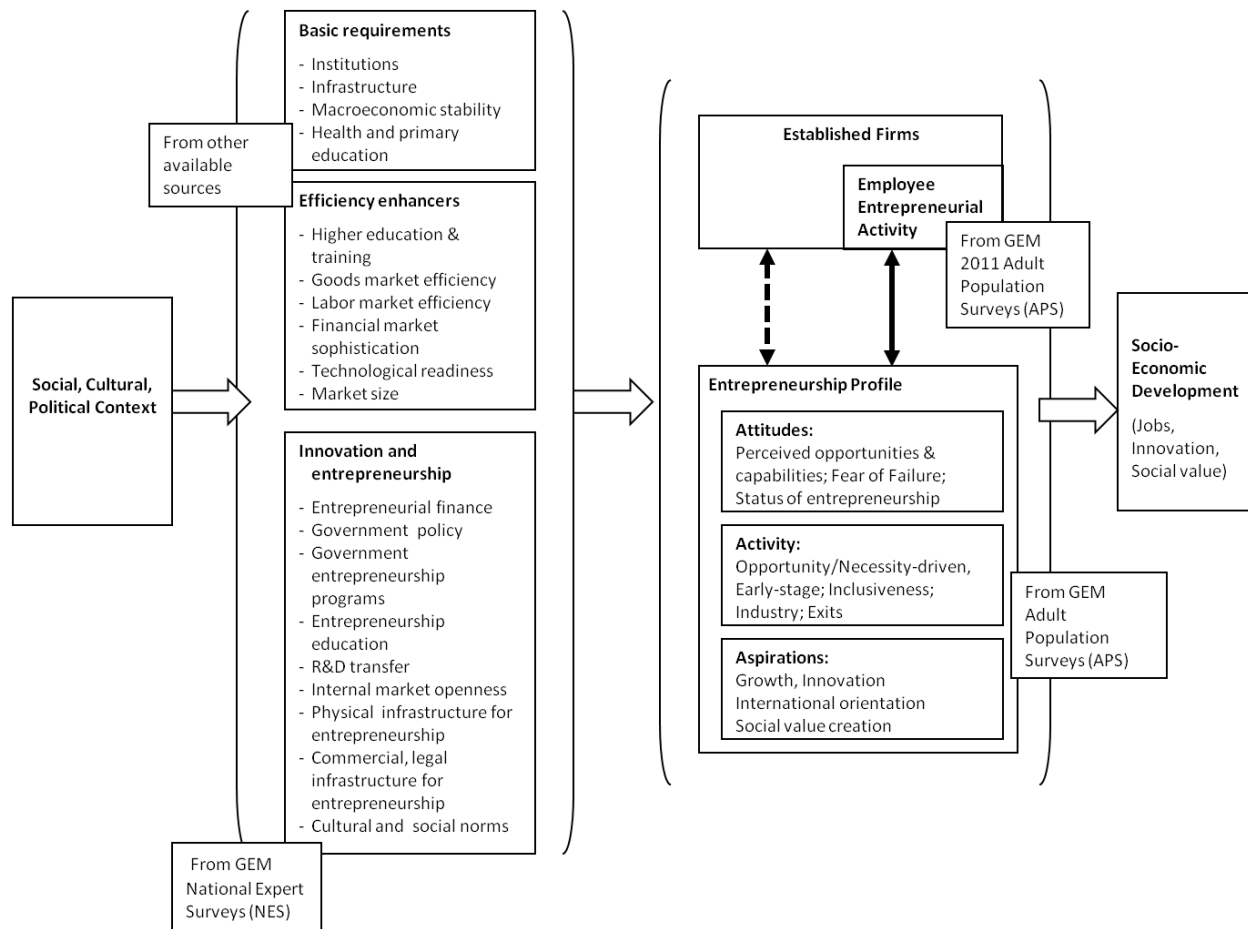 Social, Cultural,
Political Context
From other
available
sources
Basic requirements
- Institutions
- Infrastructure
- Macroeconomic stability
- Health and primary
education
Efficiency enhancers
- Higher education &
training
- Goods market efficiency
- Labor market efficiency
- Financial market
sophistication
- Technological readiness
- Market size
Innovation and
entrepreneurship
- Entrepreneurial finance
- Government policy
- Government
entrepreneurship
programs
- Entrepreneurship
education
- R&D transfer
- Internal market openness
- Physical infrastructure for
entrepreneurship
- Commercial, legal
infrastructure for
entrepreneurship
- Cultural and social norms
From GEM
National Expert
Surveys (NES)
Established Firms
Employee
Entrepreneurial
Activity
From GEM
2011 Adult
Population
Surveys (APS)
Entrepreneurship Profile
Attitudes:
Perceived opportunities &
capabilities; Fear of Failure;
Status of entrepreneurship
Activity:
Opportunity/Necessity-driven,
Early-stage; Inclusiveness;
Industry; Exits
Aspirations:
Growth, Innovation
International orientation
Social value creation
From GEM
Adult
Population
Surveys (APS)
Socio-
Economic
Development
(Jobs,
Innovation,
Social value)